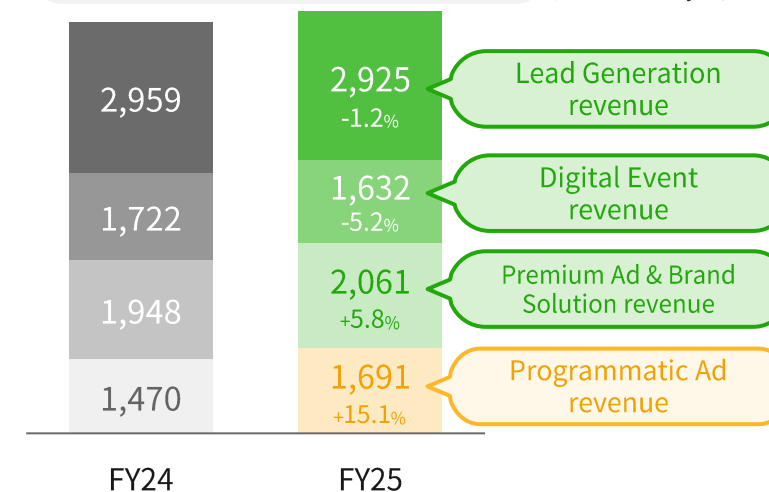 2,959
1,722
1,948
1,470
2,925
-1.2%
1,632
-5.2%
2,061
+5.8%
1,691
+15.1%
Lead Generation
revenue
Digital Event
revenue
Premium Ad & Brand
Solution revenue
Programmatic Ad
revenue
FY24
FY25